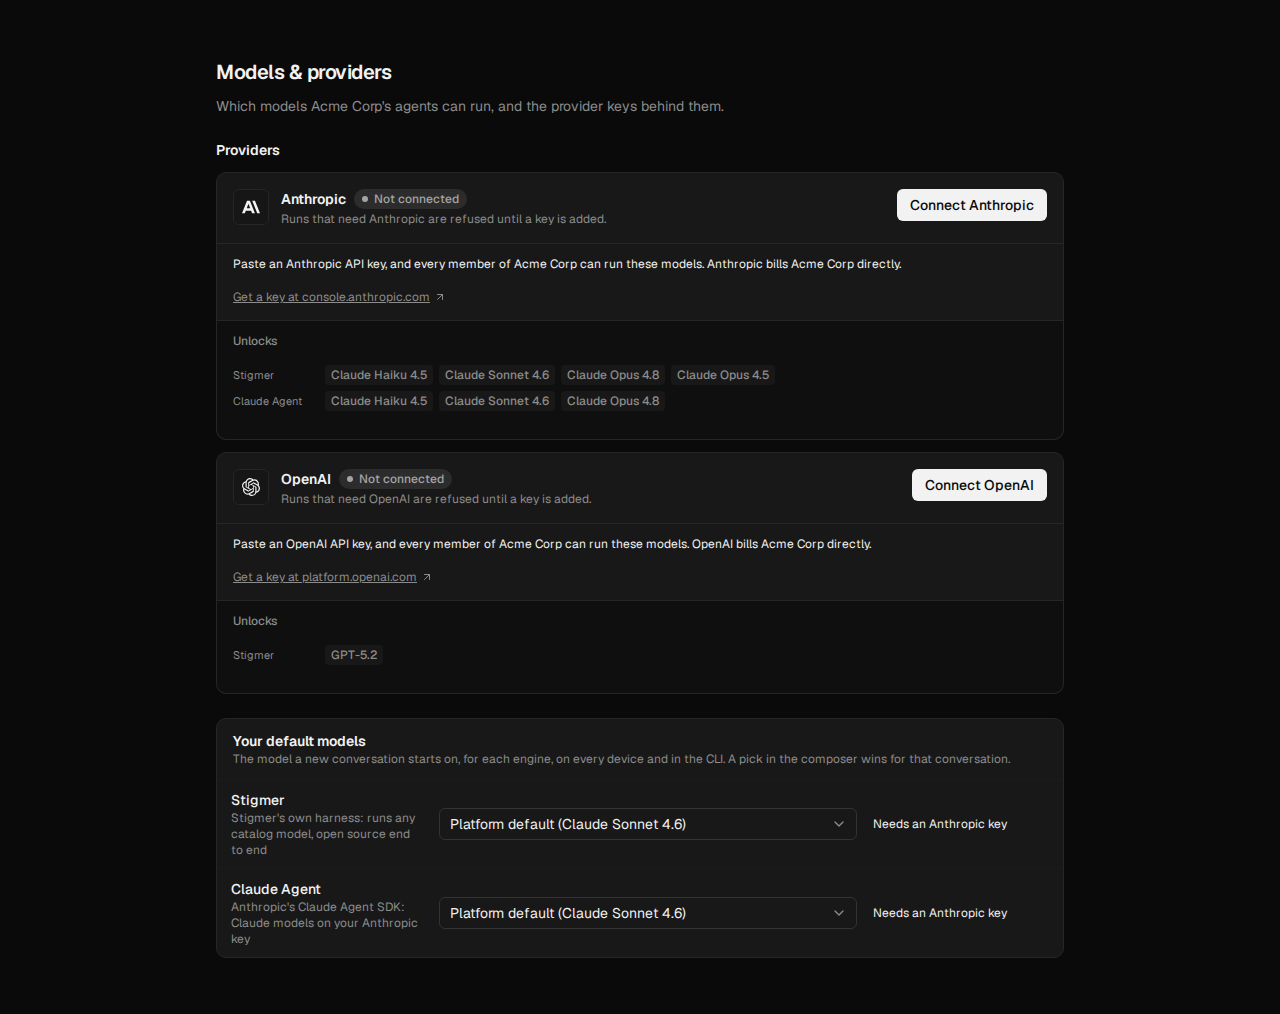 Models & providers
Which models Acme Corp's agents can run, and the provider keys behind them.
Providers
Anthropic
Not connected
Connect Anthropic
Runs that need Anthropic are refused until a key is added.
Paste an Anthropic API key, and every member of Acme Corp can run these models. Anthropic bills Acme Corp directly.
Get a key at console.anthropic.com
Unlocks
Stigmer Claude Haiku 4.5 Claude Sonnet 4.6 Claude Opus 4.8 Claude Opus 4.5
Claude Agent Claude Haiku 4.5 Claude Sonnet 4.6 Claude Opus 4.8
OpenAI
Not connected
Connect OpenAI
Runs that need OpenAI are refused until a key is added.
Paste an OpenAI API key, and every member of Acme Corp can run these models. OpenAI bills Acme Corp directly.
Get a key at platform.openai.com
Unlocks
Stigmer GPT-5.2
Your default models
The model a new conversation starts on, for each engine, on every device and in the CLI. A pick in the composer wins for that conversation.
Stigmer
Stigmer's own harness: runs any
catalog model, open source end
to end
Platform default (Claude Sonnet 4.6)
Needs an Anthropic key
Claude Agent
Anthropic's Claude Agent SDK:
Claude models on your Anthropic
key
Platform default (Claude Sonnet 4.6)
Needs an Anthropic key